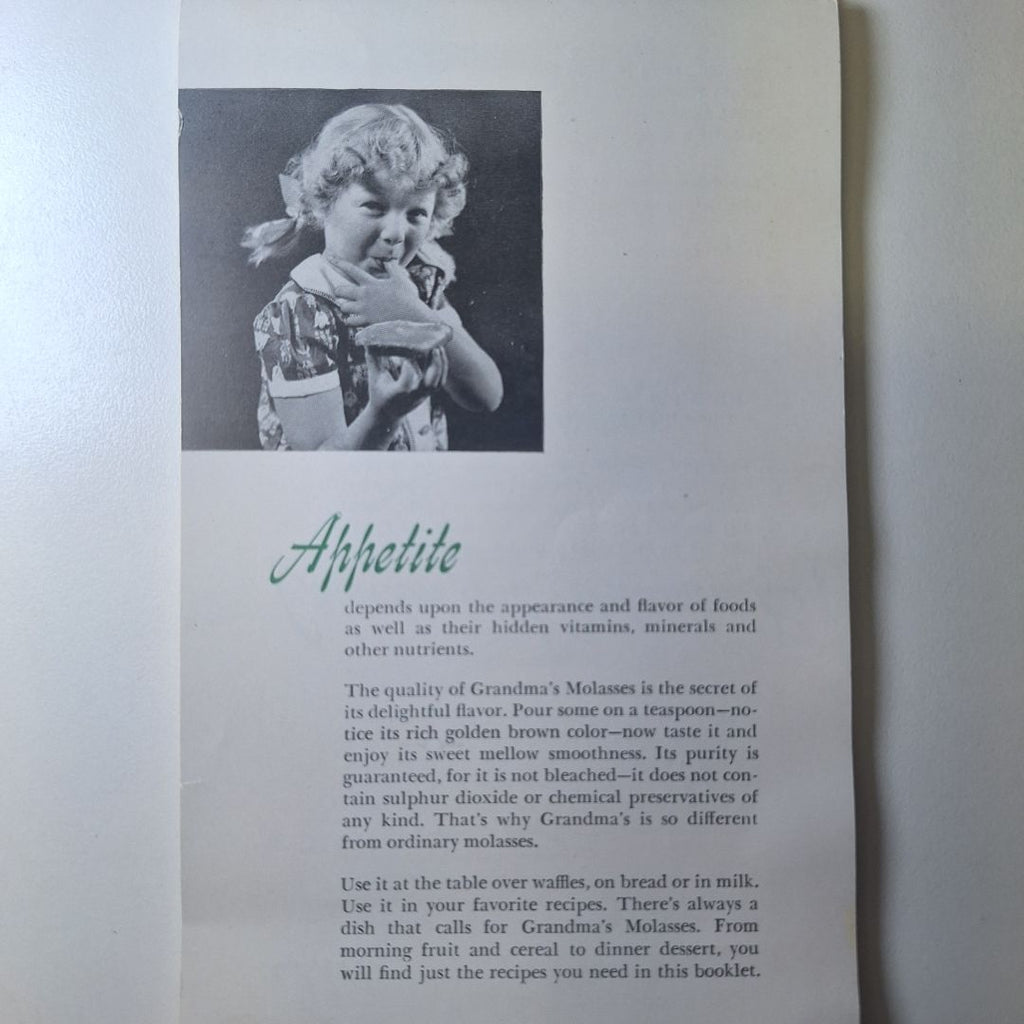 Appetite
depends upon the appearance and flavor of foods
as well as their hidden vitamins, minerals and
other nutrients.
The quality of Grandma's Molasses is the secret of
its delightful flavor. Pour some on a teaspoon—no-
tice its rich golden brown color—now taste it and
enjoy its sweet mellow smoothness. Its purity is
guaranteed, for it is not bleached—it does not con-
tain sulphur dioxide or chemical preservatives of
any kind. That's why Grandma's is so different
from ordinary molasses.
Use it at the table over waffles, on bread or in milk.
Use it in your favorite recipes. There's always a
dish that calls for Grandma's Molasses. From
morning fruit and cereal to dinner dessert, you
will find just the recipes you need in this booklet.